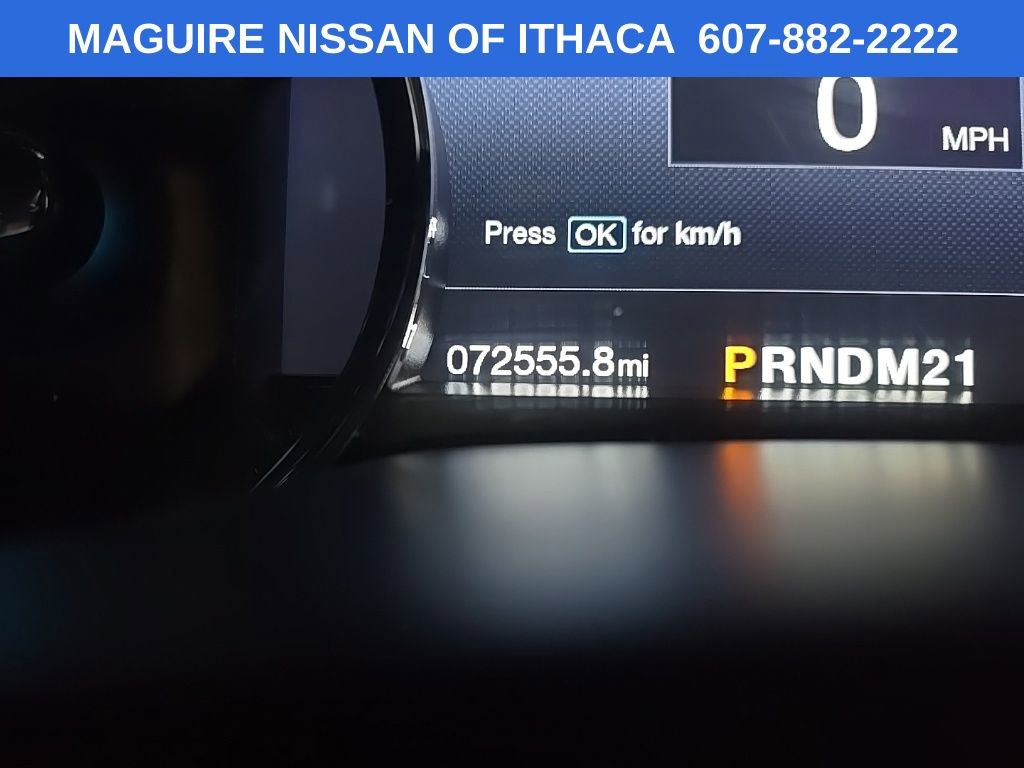 MAGUIRE NISSAN OF ITHACA 607-882-2222
0 MPH
Press OK for km/h
072555.8mi PRNDM21